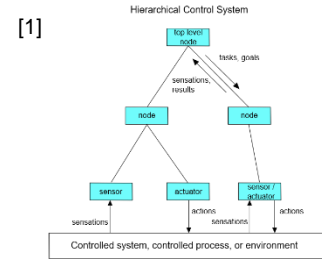 Hierarchical Control System
[1]
top level
node
tasks, goals
sensations,
results
node
node
sensor
actuator
sensor /
actuator
sensations
actions
sensations
actions
Controlled system, controlled process, or environment